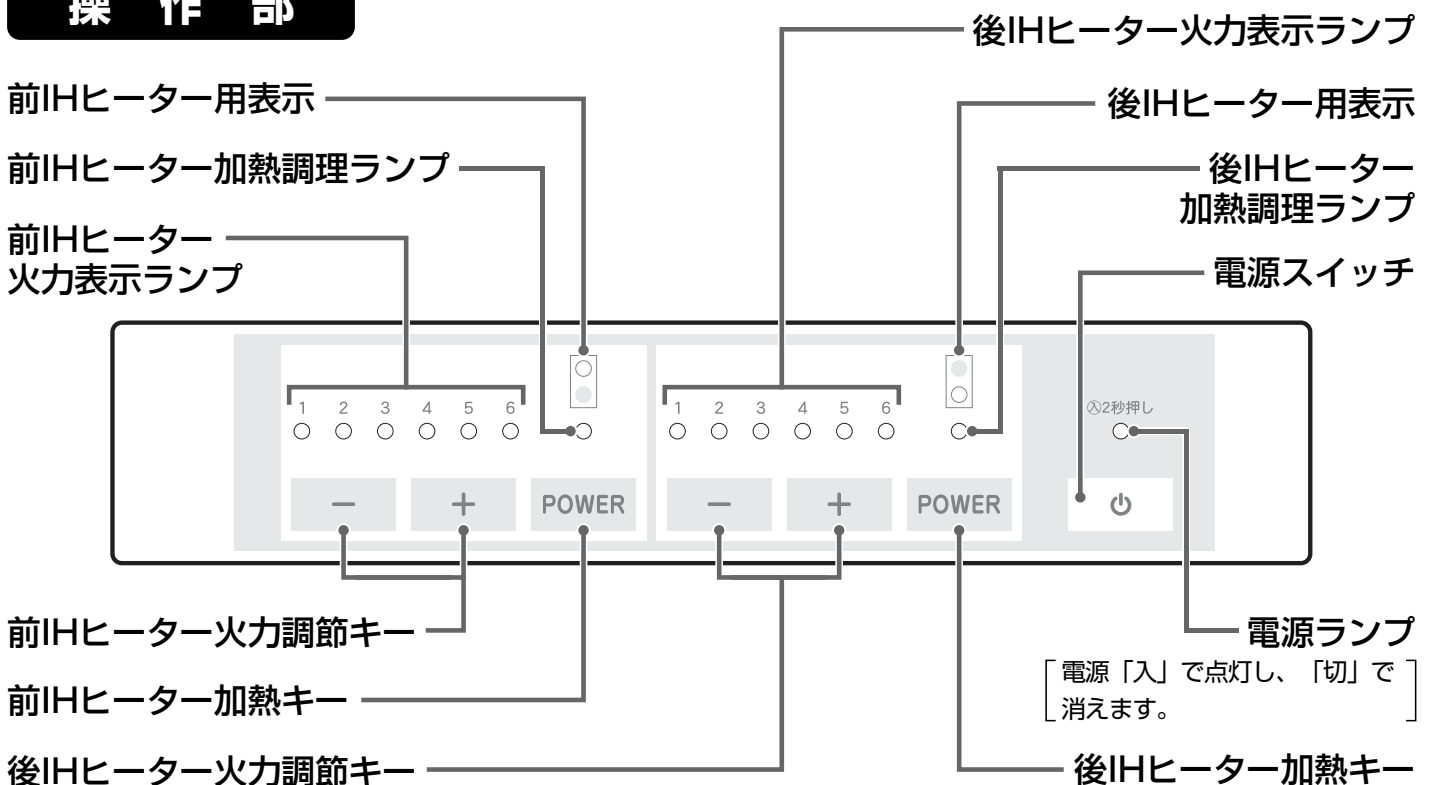 操作部
後IHヒーター火力表示ランプ
前IHヒーター用表示
後IHヒーター用表示
前IHヒーター加熱調理ランプ
後IHヒーター
加熱調理ランプ
前IHヒーター
火力表示ランプ
電源スイッチ
1 2 3 4 5 6
1 2 3 4 5 6
㊅2秒押し
− + POWER
− + POWER
前IHヒーター火力調節キー
電源ランプ
電源「入」で点灯し、「切」で
消えます。
前IHヒーター加熱キー
後IHヒーター火力調節キー
後IHヒーター加熱キー